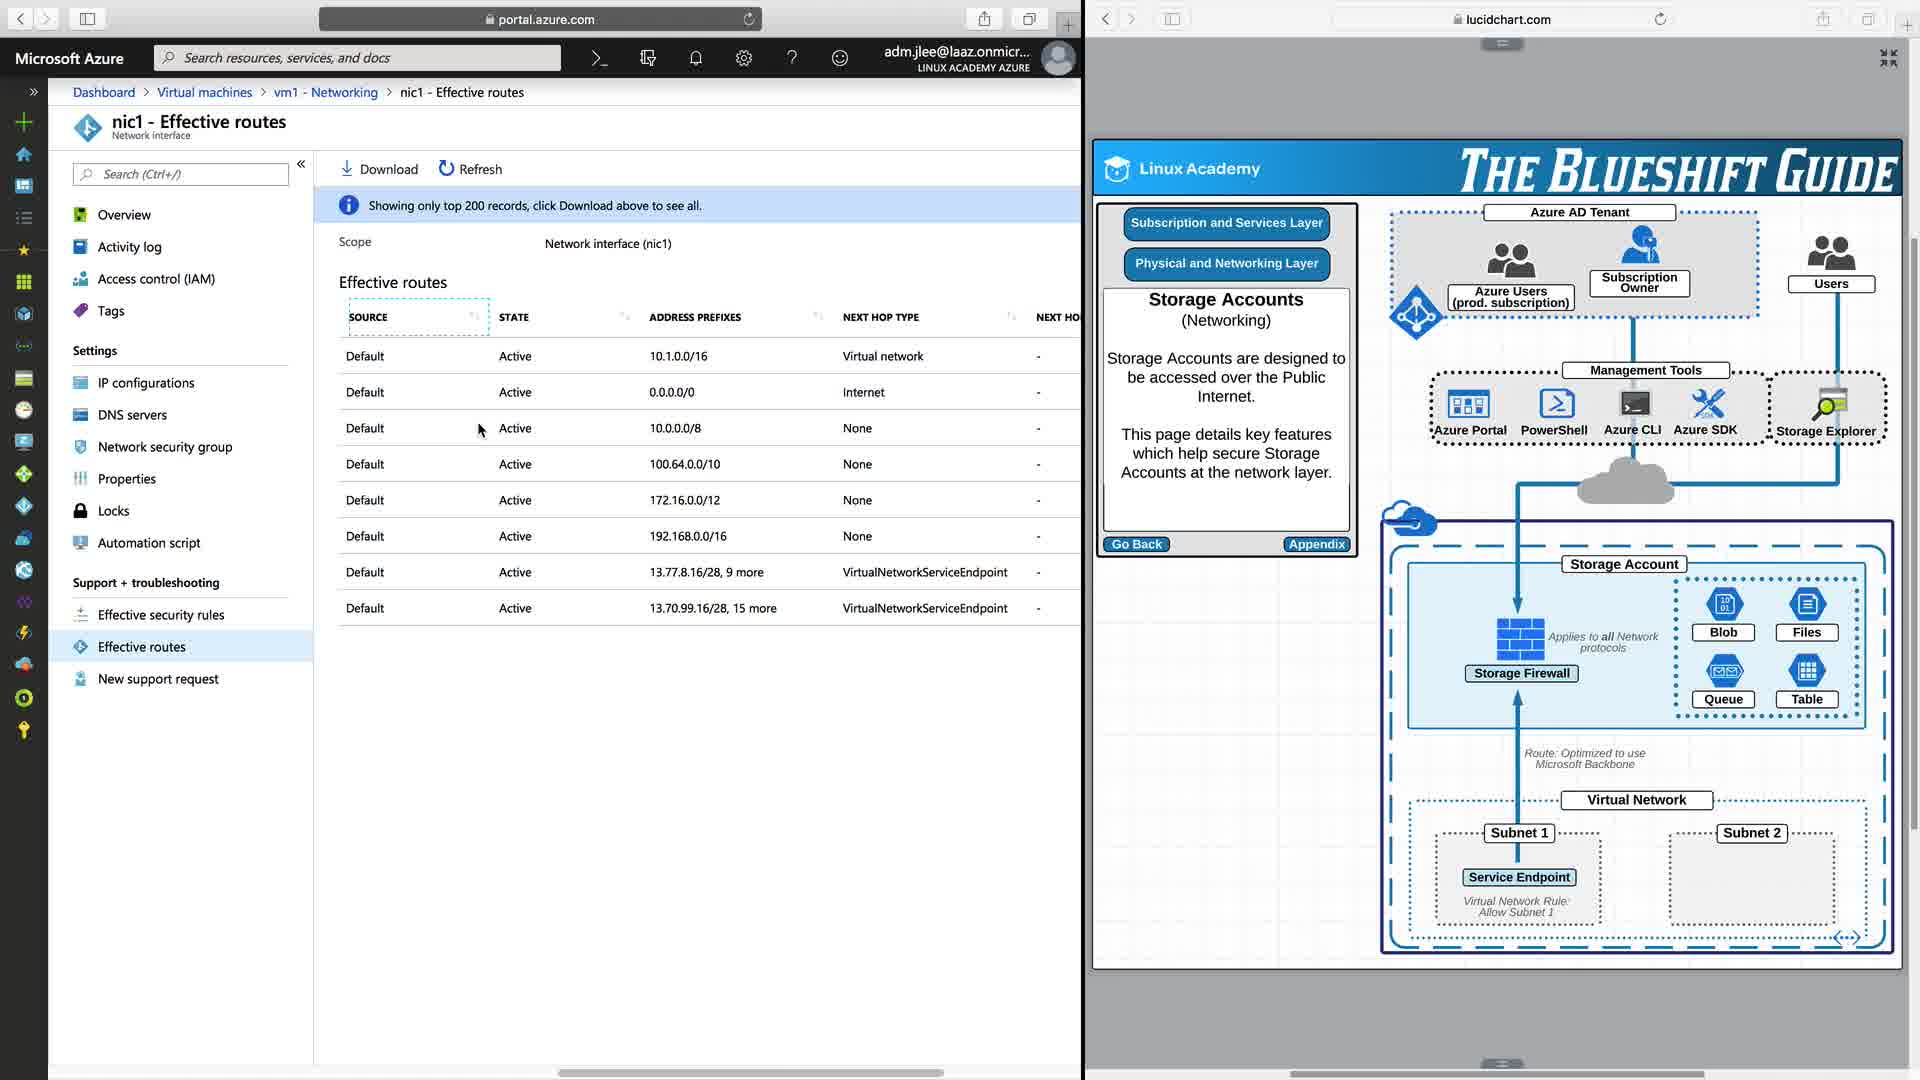 portal.azure.com
Microsoft Azure
Search resources, services, and docs
adm.jlee@laaz.onmicr...
LINUX ACADEMY AZURE
Dashboard > Virtual machines > vm1 - Networking > nic1 - Effective routes
nic1 - Effective routes
Network interface
Search (Ctrl+/)
Overview
Activity log
Access control (IAM)
Tags
Settings
IP configurations
DNS servers
Network security group
Properties
Locks
Automation script
Support + troubleshooting
Effective security rules
Effective routes
New support request
Download Refresh
Showing only top 200 records, click Download above to see all.
Scope Network interface (nic1)
Effective routes
SOURCE STATE ADDRESS PREFIXES NEXT HOP TYPE NEXT HO
Default Active 10.1.0.0/16 Virtual network -
Default Active 0.0.0.0/0 Internet -
Default Active 10.0.0.0/8 None -
Default Active 100.64.0.0/10 None -
Default Active 172.16.0.0/12 None -
Default Active 192.168.0.0/16 None -
Default Active 13.77.8.16/28, 9 more VirtualNetworkServiceEndpoint -
Default Active 13.70.99.16/28, 15 more VirtualNetworkServiceEndpoint -
lucidchart.com
Linux Academy
THE BLUESHIFT GUIDE
Subscription and Services Layer
Physical and Networking Layer
Storage Accounts
(Networking)
Storage Accounts are designed to
be accessed over the Public
Internet.
This page details key features
which help secure Storage
Accounts at the network layer.
Go Back Appendix
Azure AD Tenant
Azure Users
(prod. subscription)
Subscription
Owner
Users
Management Tools
Azure Portal PowerShell Azure CLI Azure SDK
Storage Explorer
Storage Account
10
01
Blob Files
Applies to all Network
protocols
Storage Firewall
Queue Table
Route: Optimized to use
Microsoft Backbone
Virtual Network
Subnet 1 Subnet 2
Service Endpoint
Virtual Network Rule:
Allow Subnet 1